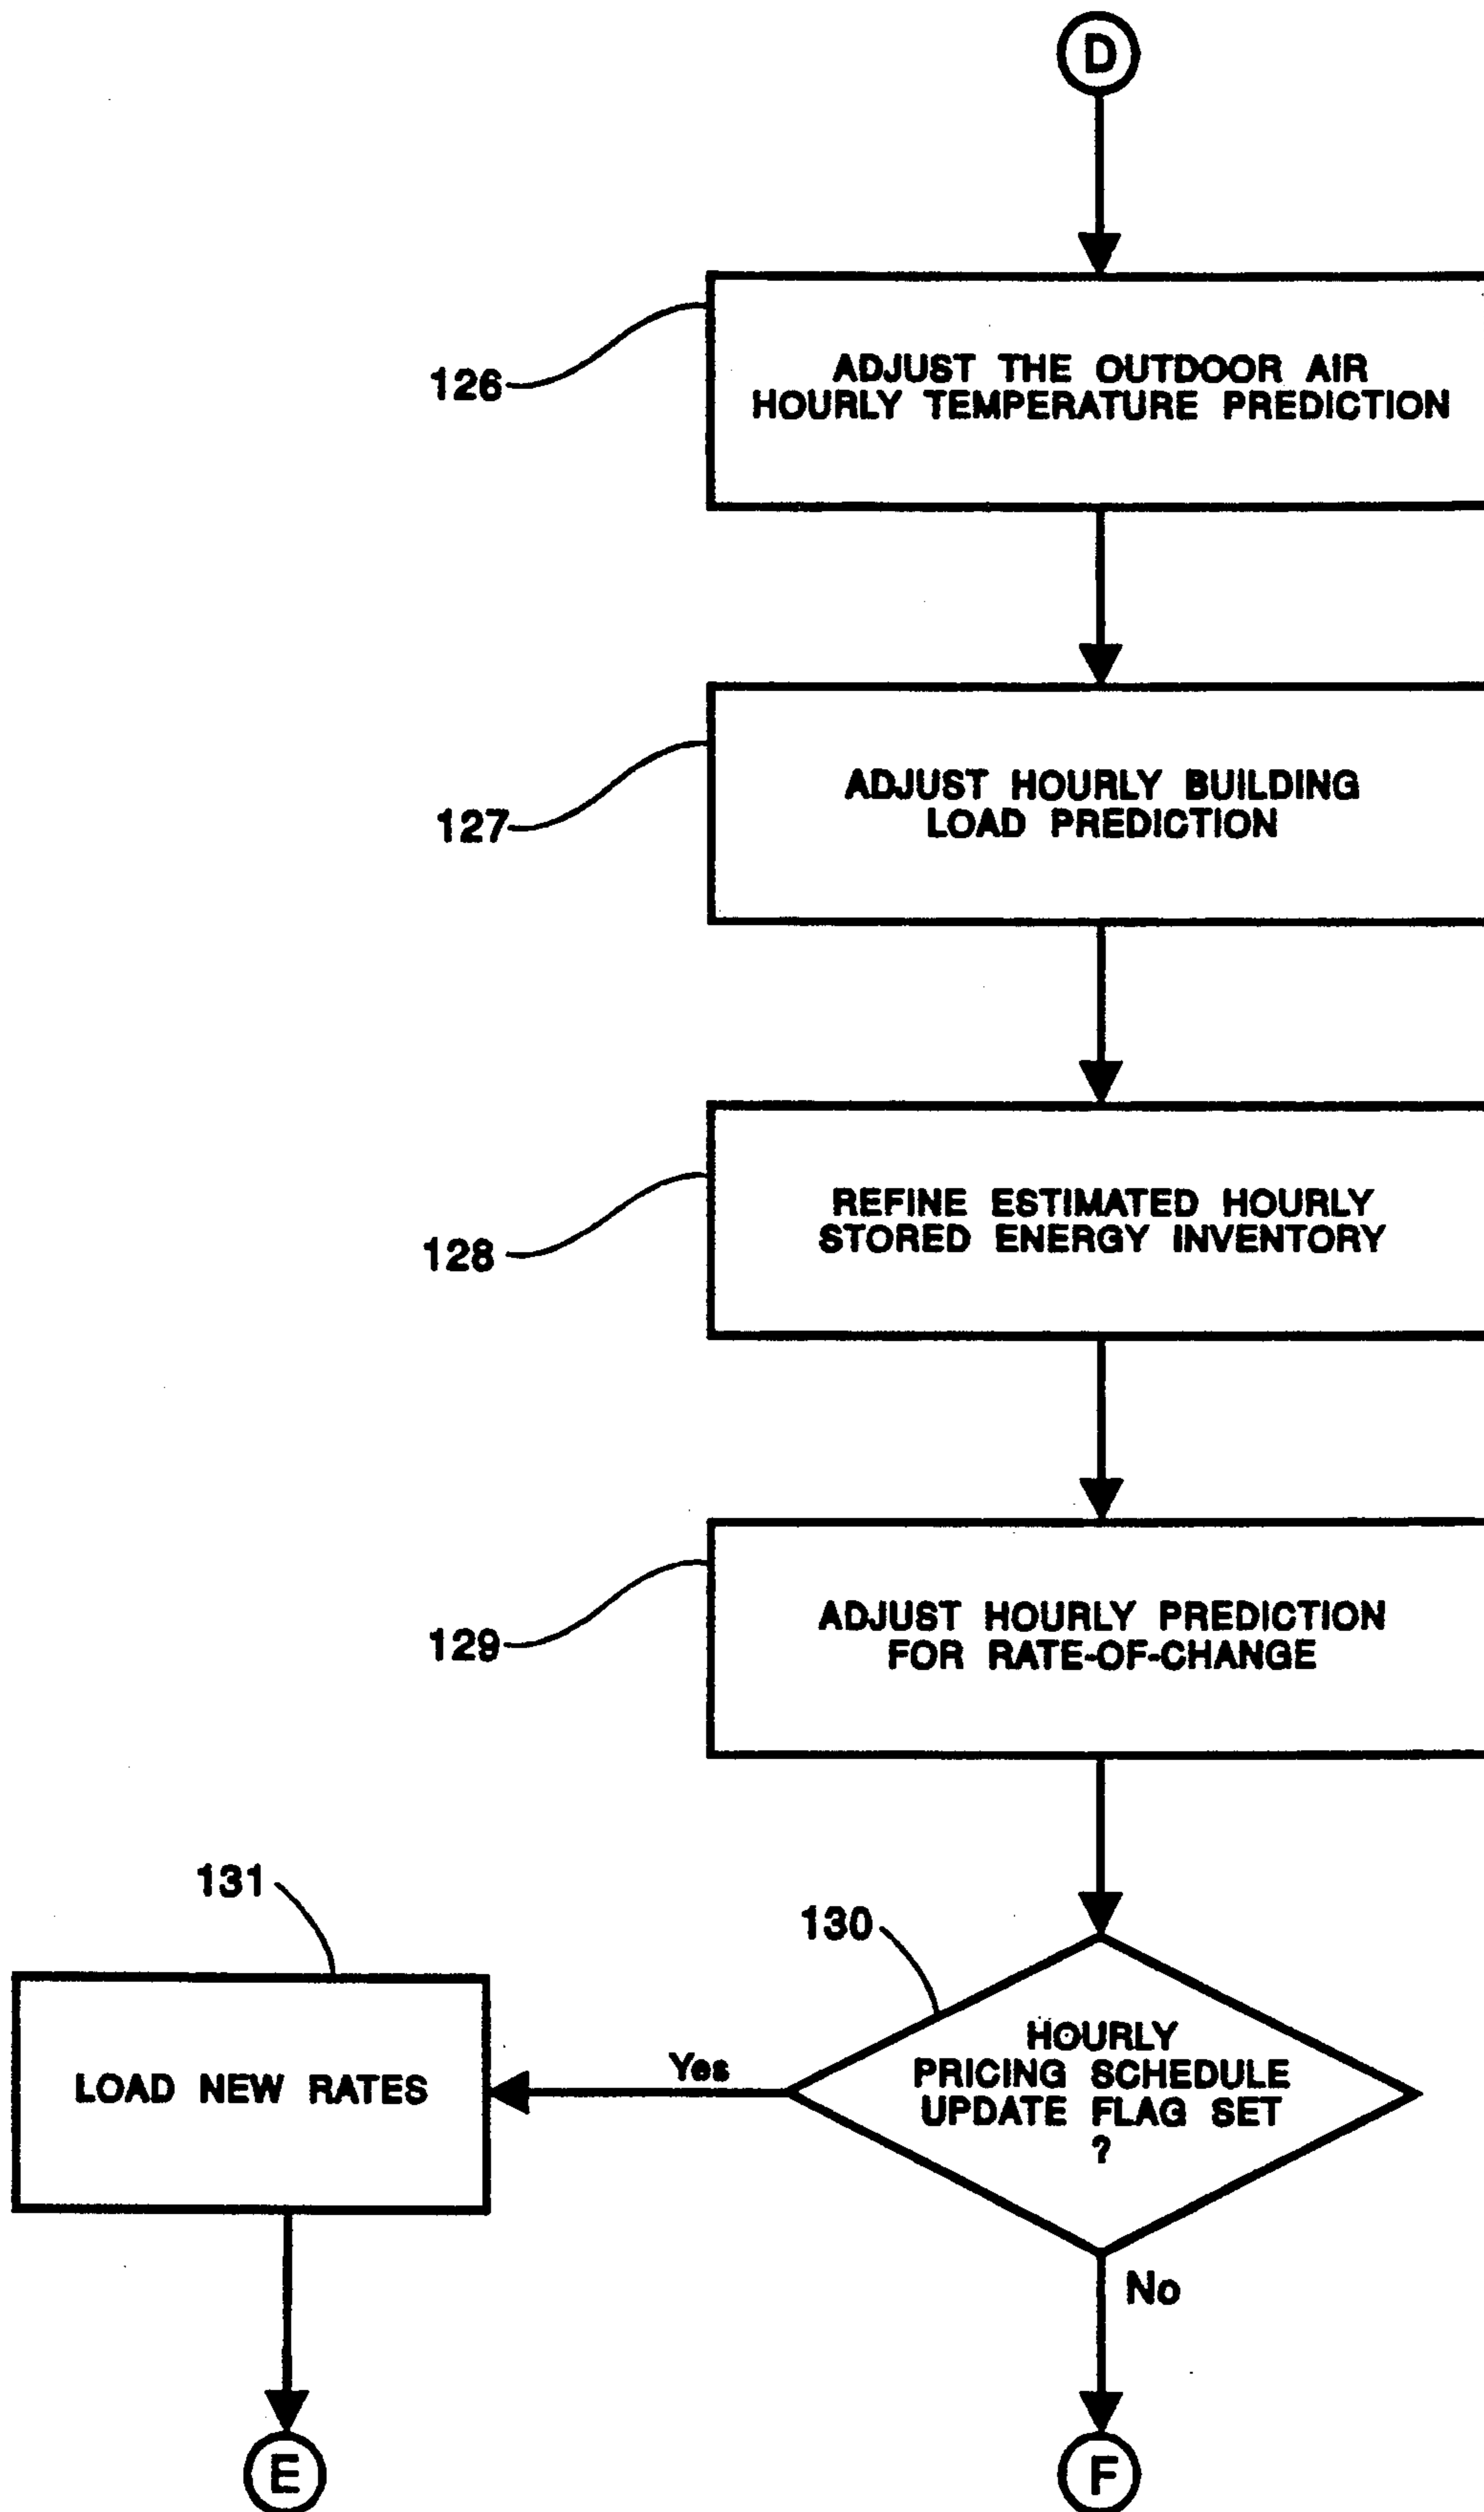 D
126
ADJUST THE OUTDOOR AIR
HOURLY TEMPERATURE PREDICTION
127
ADJUST HOURLY BUILDING
LOAD PREDICTION
128
REFINE ESTIMATED HOURLY
STORED ENERGY INVENTORY
129
ADJUST HOURLY PREDICTION
FOR RATE-OF-CHANGE
131
130
LOAD NEW RATES
Yes
HOURLY
PRICING SCHEDULE
UPDATE FLAG SET
?
No
E
F